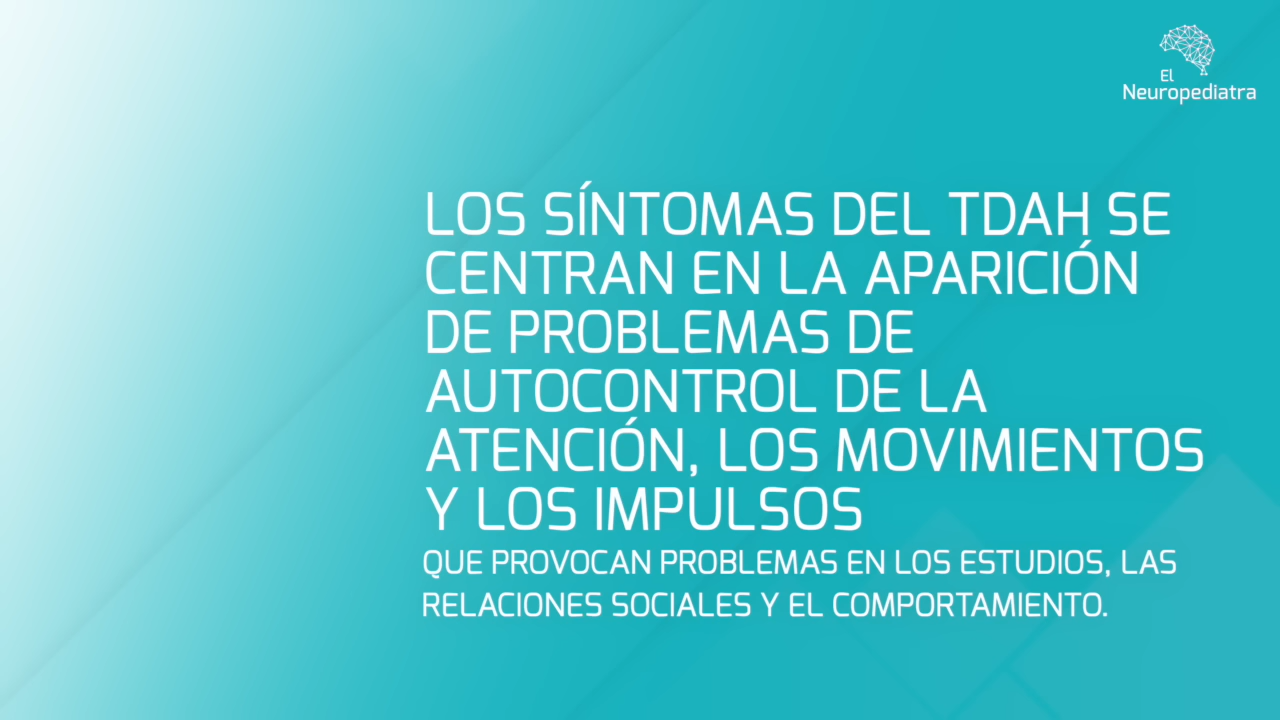 El
Neuropediatra
LOS SÍNTOMAS DEL TDAH SE
CENTRAN EN LA APARICIÓN
DE PROBLEMAS DE
AUTOCONTROL DE LA
ATENCIÓN, LOS MOVIMIENTOS
Y LOS IMPULSOS
QUE PROVOCAN PROBLEMAS EN LOS ESTUDIOS, LAS
RELACIONES SOCIALES Y EL COMPORTAMIENTO.